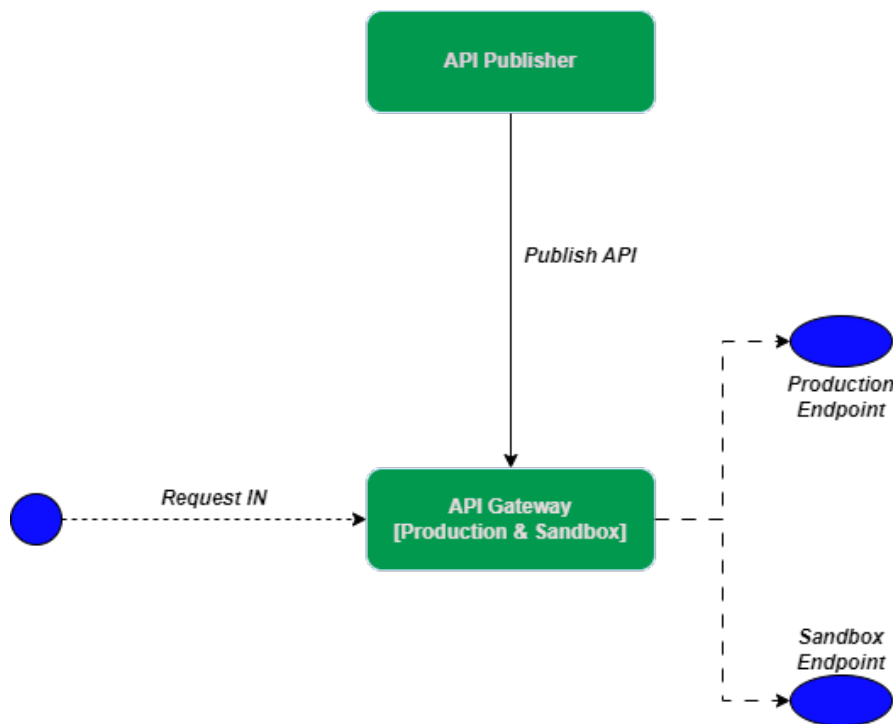 API Publisher
Publish API
Production
Endpoint
Request IN
API Gateway
[Production & Sandbox]
Sandbox
Endpoint